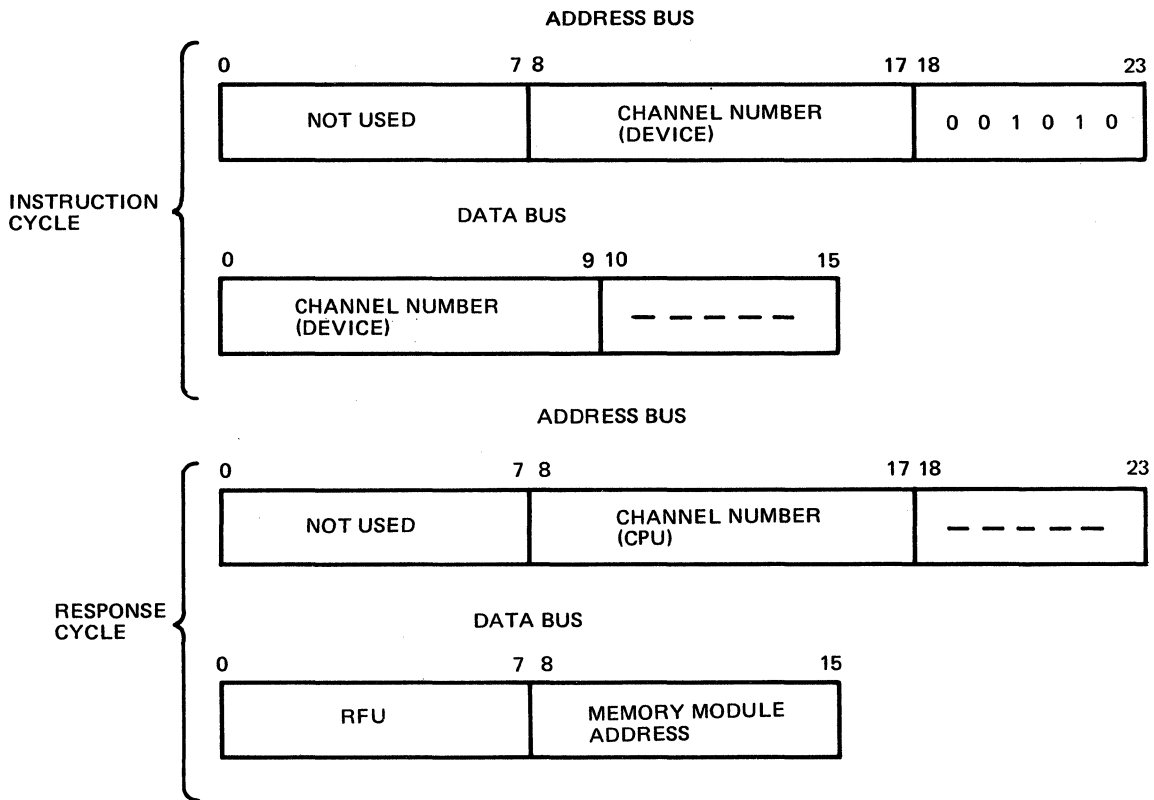 ADDRESS BUS
0 7 8 17 18 23
NOT USED
CHANNEL NUMBER
(DEVICE)
0 0 1 0 1 0
INSTRUCTION
CYCLE
DATA BUS
0 9 10 15
CHANNEL NUMBER
(DEVICE)
— — — — —
ADDRESS BUS
0 7 8 17 18 23
NOT USED
CHANNEL NUMBER
(CPU)
— — — — —
RESPONSE
CYCLE
DATA BUS
0 7 8 15
RFU
MEMORY MODULE
ADDRESS